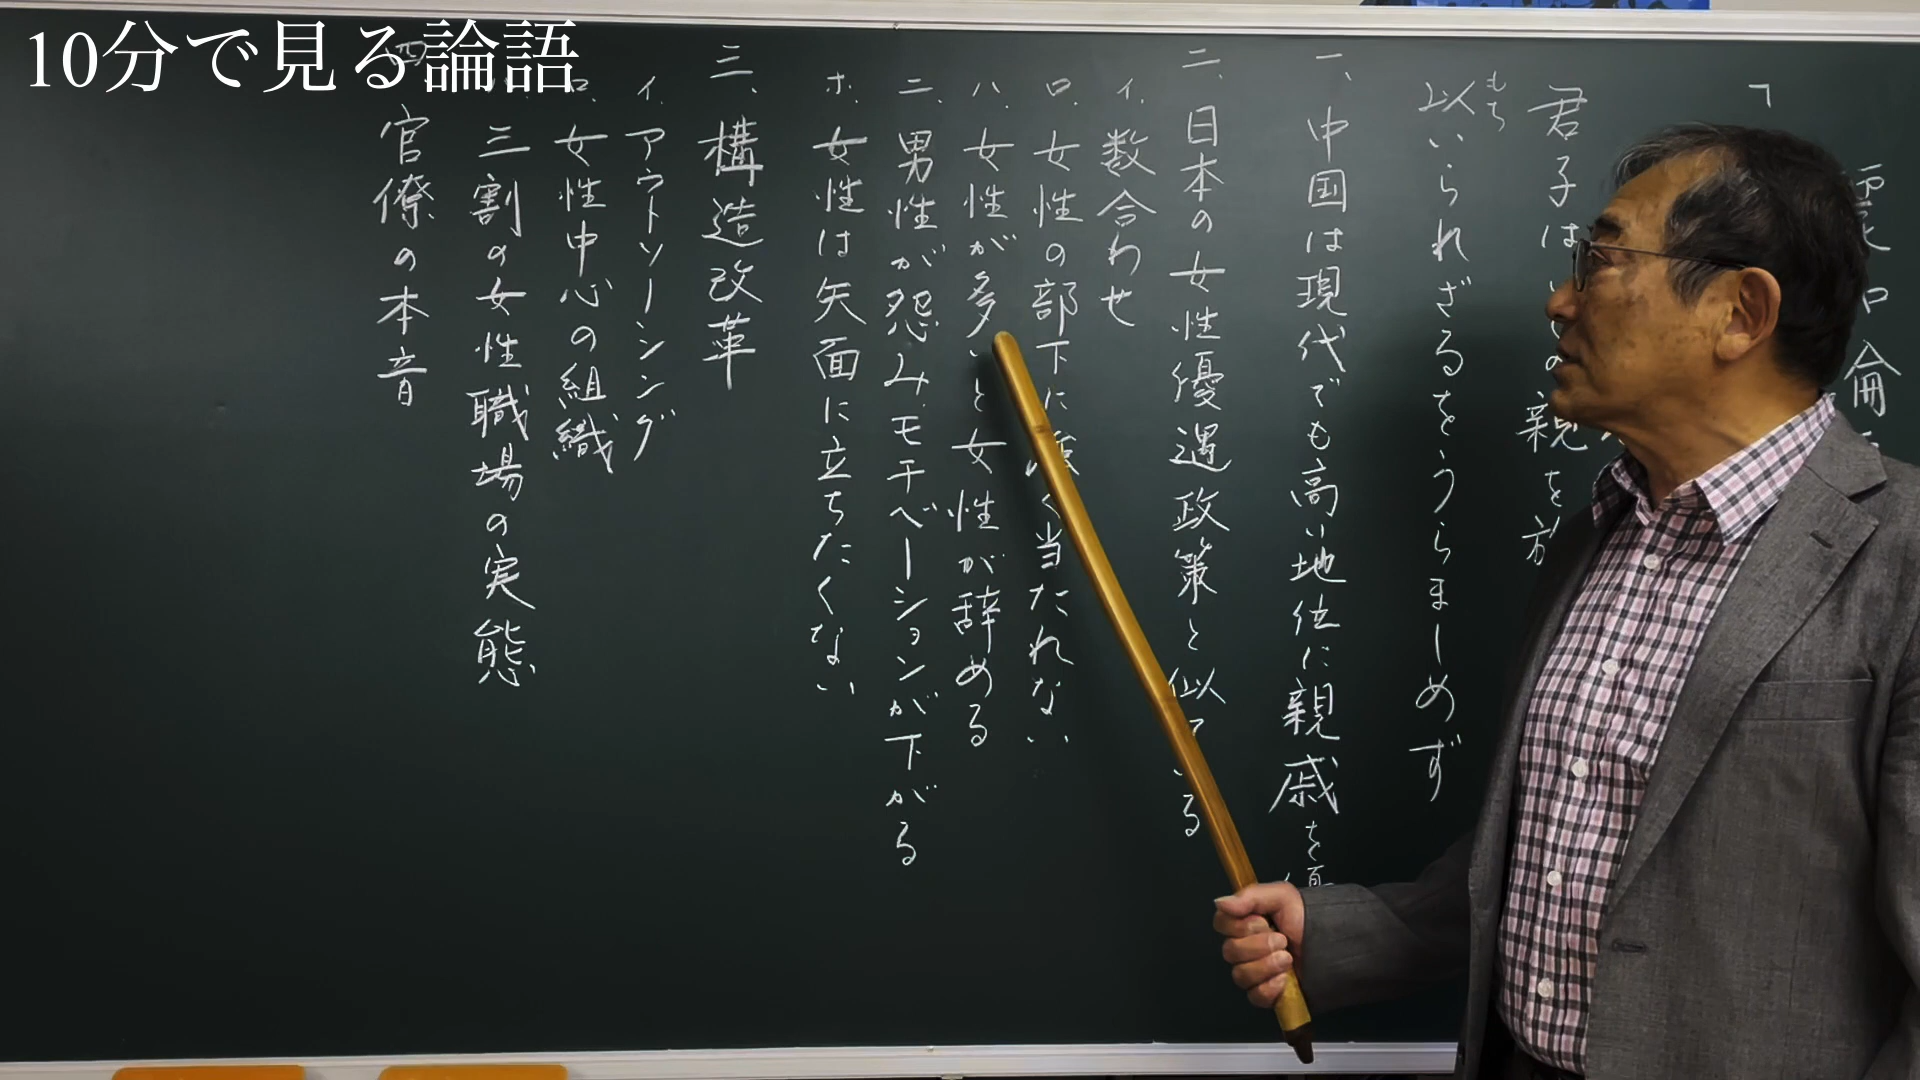 10分で見る論語
「
君子は 親を
以いられざるをうらましめず
もち
一、中国は現代でも高い地位に親戚を優
二、日本の女性優遇政策と似ている
イ.数合わせ
ロ.女性の部下に く当たれない
ハ.女性が多いと女性が辞める
ニ.男性が怨みモチベーションが下がる
ホ.女性は矢面に立ちたくない
三、構造改革
イ.アウトソーシング
ロ.女性中心の組織
三割の女性職場の実態
四 官僚の本音